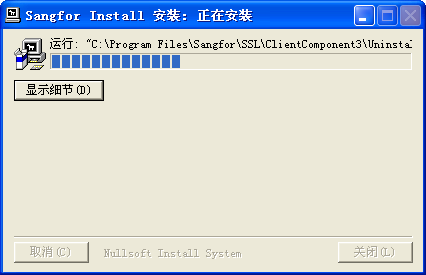 Sangfor Install 安装: 正在安装
运行: "C:\Program Files\Sangfor\SSL\ClientComponent3\Uninstal
显示细节(D)
取消(C) Nullsoft Install System 关闭(L)